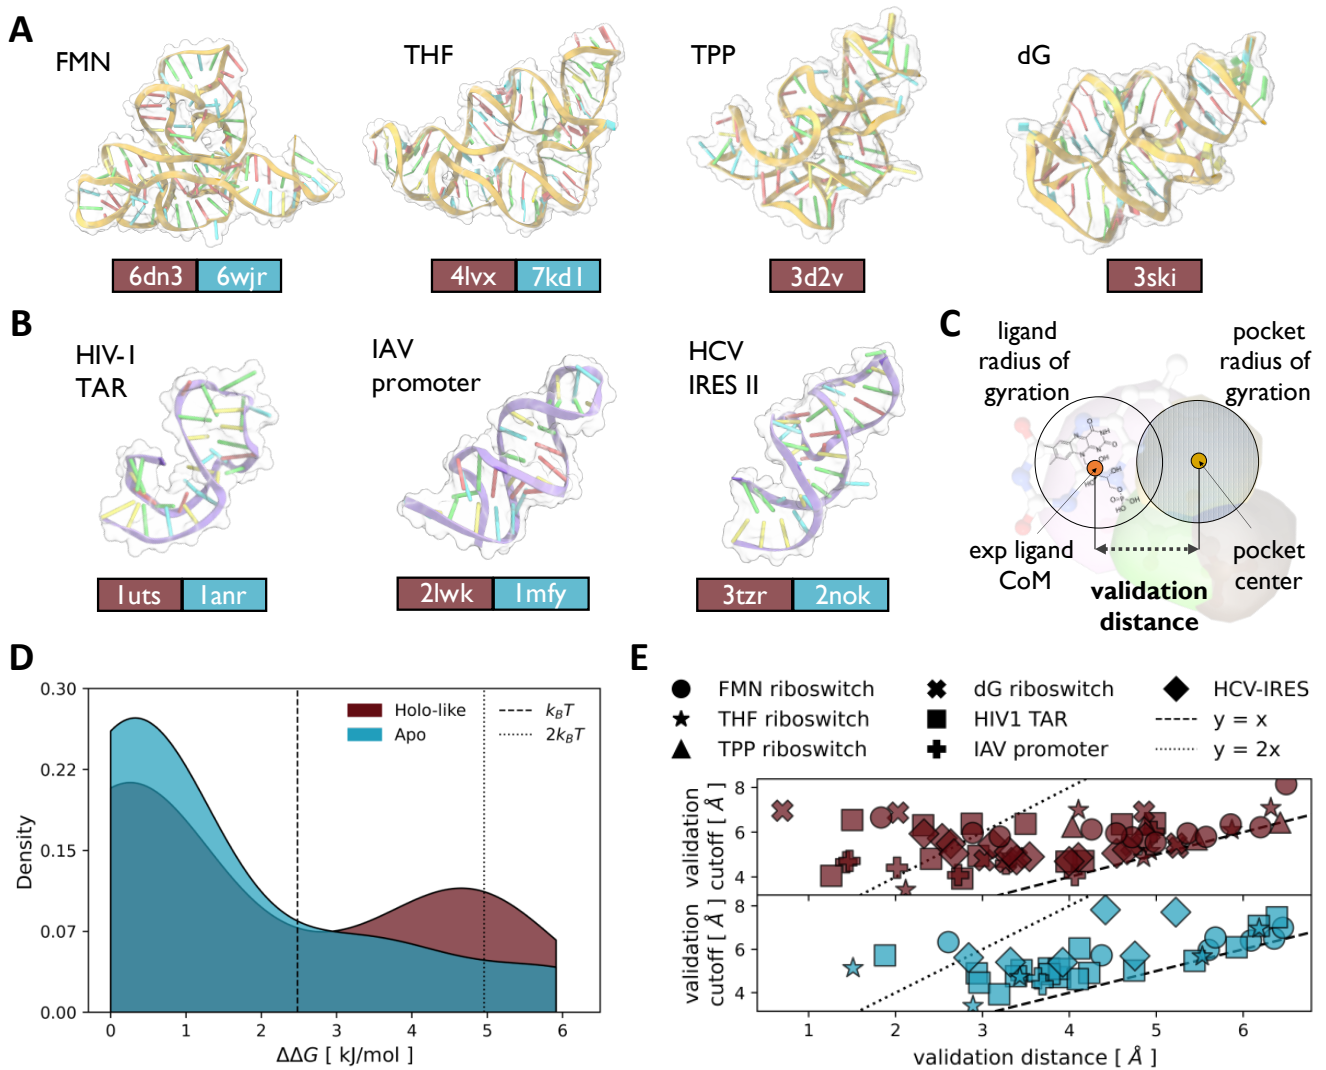 A
FMN
THF
TPP
dG
6dn3 6wjr
4lvx 7kd1
3d2v
3ski
B
HIV-1
TAR
IAV
promoter
HCV
IRES II
1uts 1anr
2lwk 1mfy
3tzr 2nok
C
ligand
radius of
gyration
pocket
radius of
gyration
exp ligand
CoM
pocket
center
validation
distance
D
0.30
0.22
0.15
0.07
0.00
Density
Holo-like
Apo
k_BT
2k_BT
0 1 2 3 4 5 6
ΔΔG [ kJ/mol ]
E
FMN riboswitch
THF riboswitch
TPP riboswitch
dG riboswitch
HIV1 TAR
IAV promoter
HCV-IRES
y = x
y = 2x
validation
cutoff [ Å ]
8
6
4
validation
cutoff [ Å ]
8
6
4
1 2 3 4 5 6
validation distance [ Å ]